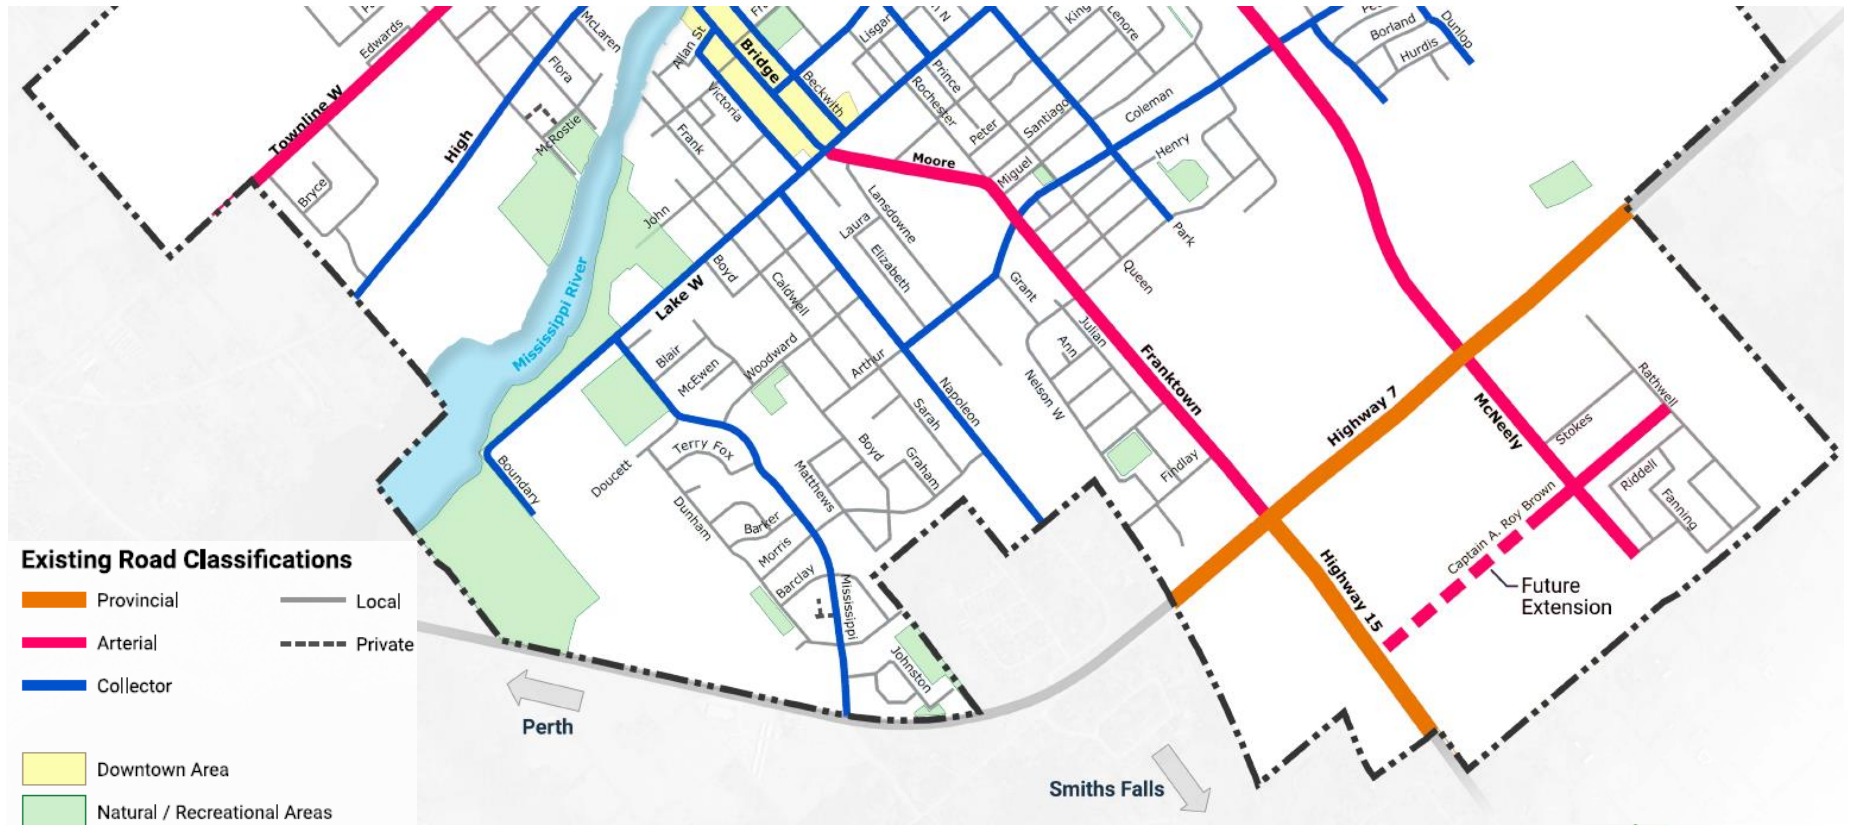 Edwards
McLaren
Flora
Townline W
High
McRostie
Bryce
Allan St
Bridge
Beckwith
Victoria
Frank
John
Lisgar
Prince
Rochester
Peter
King
Lenore
Santiago
Coleman
Henry
Miguel
Moore
Park
Queen
Borland
Hurdis
Dunlop
Lansdowne
Laura
Elizabeth
Boyd
Caldwell
Lake W
Mississippi River
Grant
Julian
Ann
Nelson W
Franktown
Blair
McEwen
Woodward
Arthur
Napoleon
Sarah
Boyd
Graham
Findlay
Highway 7
McNeely
Rathwell
Stokes
Riddell
Fanning
Captain A. Roy Brown
Future
Extension
Highway 15
Boundary
Doucett
Terry Fox
Matthews
Dunham
Barker
Morris
Barclay
Mississippi
Johnston
Existing Road Classifications
Provincial
Local
Arterial
Private
Collector
Downtown Area
Natural / Recreational Areas
Perth
Smiths Falls